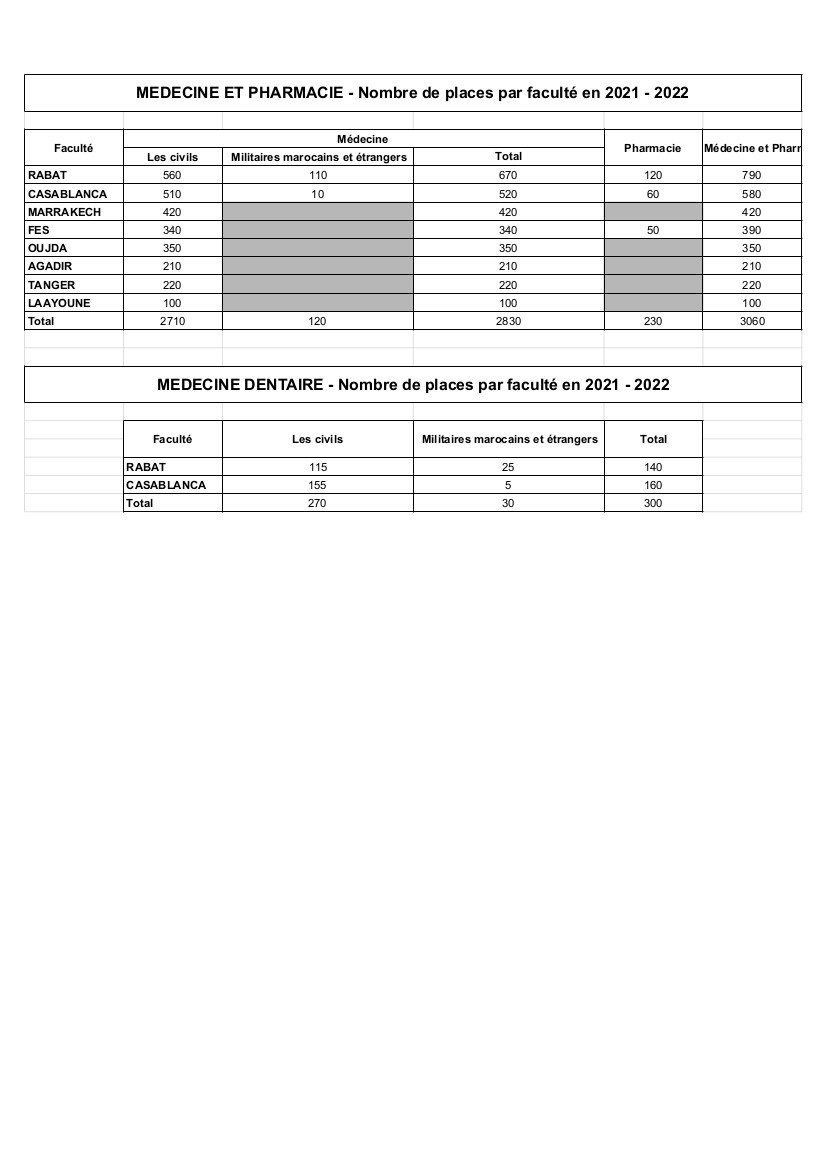 MEDECINE ET PHARMACIE - Nombre de places par faculté en 2021 - 2022
Faculté Médecine Pharmacie Médecine et Pharr
Les civils Militaires marocains et étrangers Total
RABAT 560 110 670 120 790
CASABLANCA 510 10 520 60 580
MARRAKECH 420 420 420
FES 340 340 50 390
OUJDA 350 350 350
AGADIR 210 210 210
TANGER 220 220 220
LAAYOUNE 100 100 100
Total 2710 120 2830 230 3060
MEDECINE DENTAIRE - Nombre de places par faculté en 2021 - 2022
Faculté Les civils Militaires marocains et étrangers Total
RABAT 115 25 140
CASABLANCA 155 5 160
Total 270 30 300